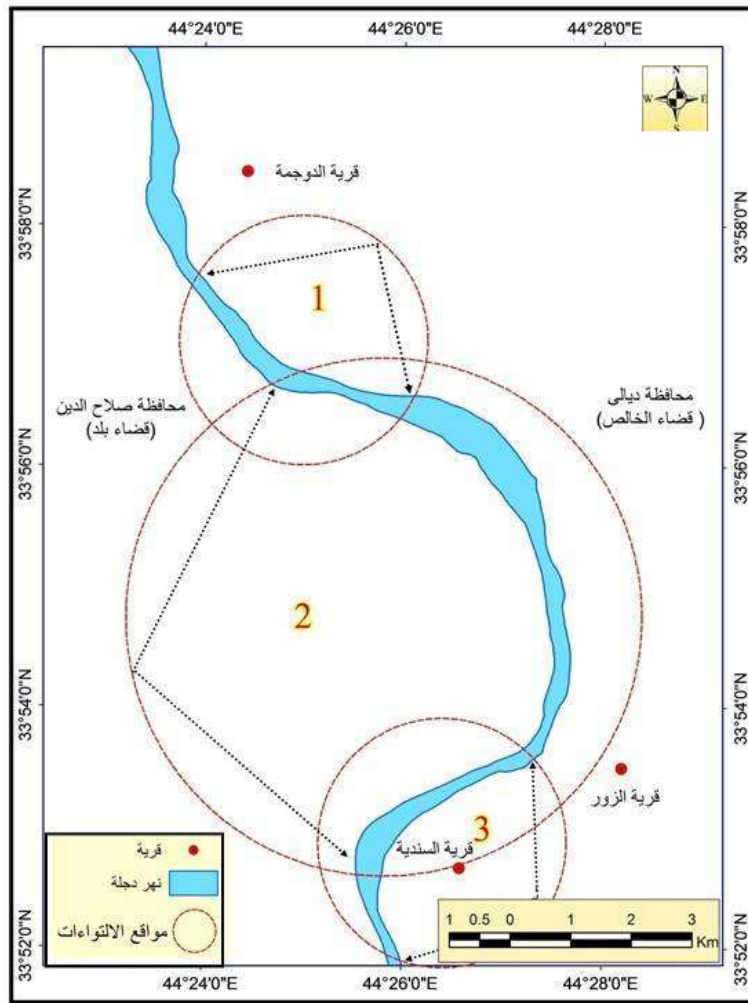 44°24'0"E 44°26'0"E 44°28'0"E
N
W E
S
قرية الدوجمة
33°58'0"N 33°58'0"N
1
محافظة صلاح الدين
(قضاء بلد)
محافظة ديالى
( قضاء الخالص)
33°56'0"N 33°56'0"N
2
33°54'0"N 33°54'0"N
قرية الزور
3
قرية السندية
قرية
نهر دجلة
مواقع الالتواءات
1 0.5 0 1 2 3
Km
33°52'0"N 33°52'0"N
44°24'0"E 44°26'0"E 44°28'0"E